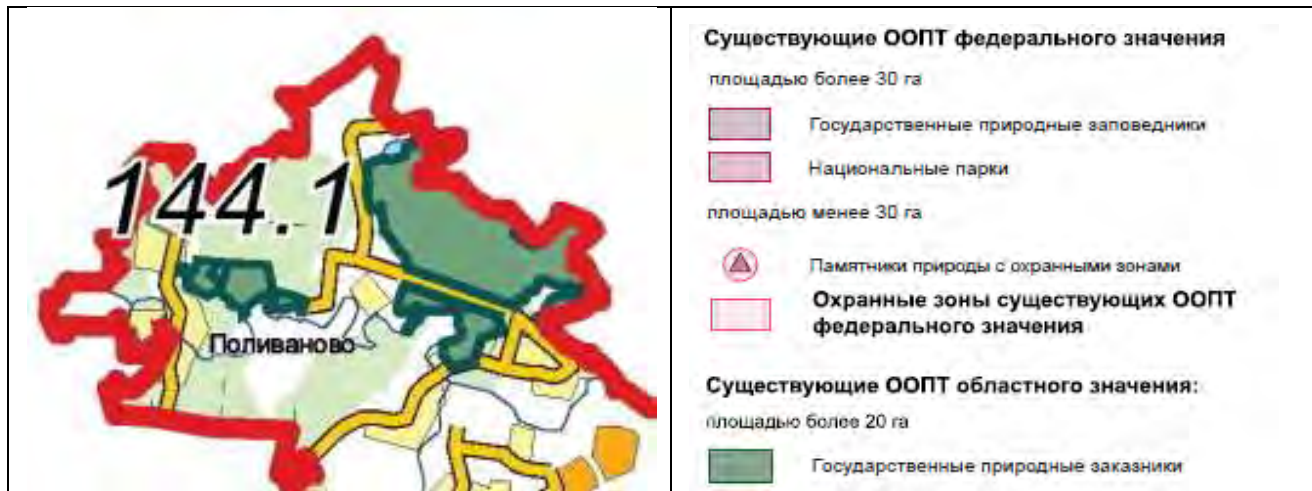 144.1
Поливаново
Существующие ООПТ федерального значения
площадью более 30 га
Государственные природные заповедники
Национальные парки
площадью менее 30 га
Памятники природы с охранными зонами
Охранные зоны существующих ООПТ
федерального значения
Существующие ООПТ областного значения:
площадью более 20 га
Государственные природные заказники